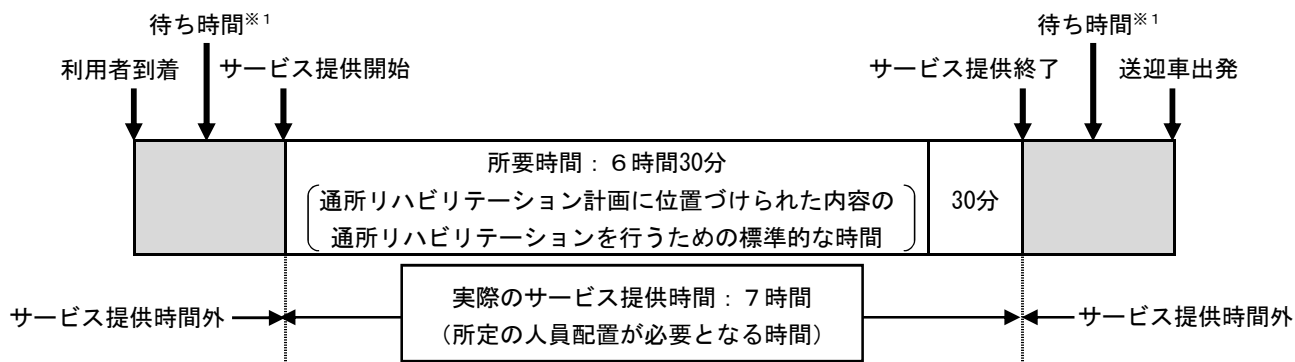 待ち時間※1
待ち時間※1
利用者到着
サービス提供開始
サービス提供終了
送迎車出発
所要時間：６時間30分
通所リハビリテーション計画に位置づけられた内容の
通所リハビリテーションを行うための標準的な時間
30分
実際のサービス提供時間：７時間
（所定の人員配置が必要となる時間）
サービス提供時間外
サービス提供時間外